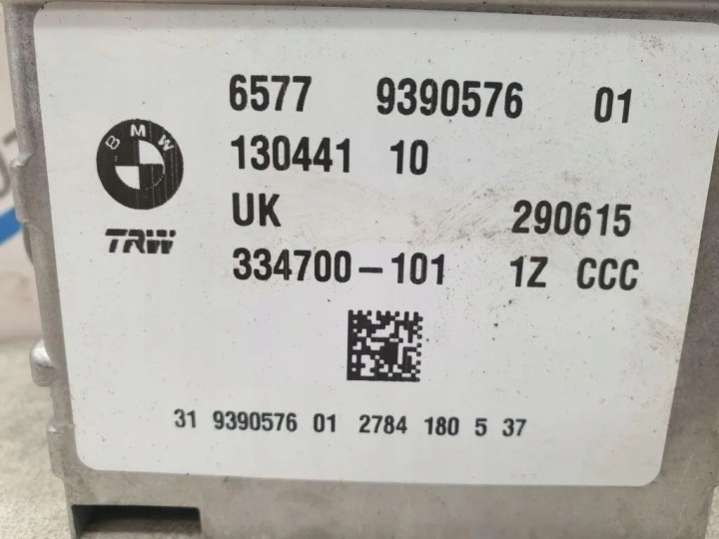 6577 9390576 01
BMW
130441 10
UK 290615
TRW
334700-101 1Z CCC
31 9390576 01 2784 180 5 37